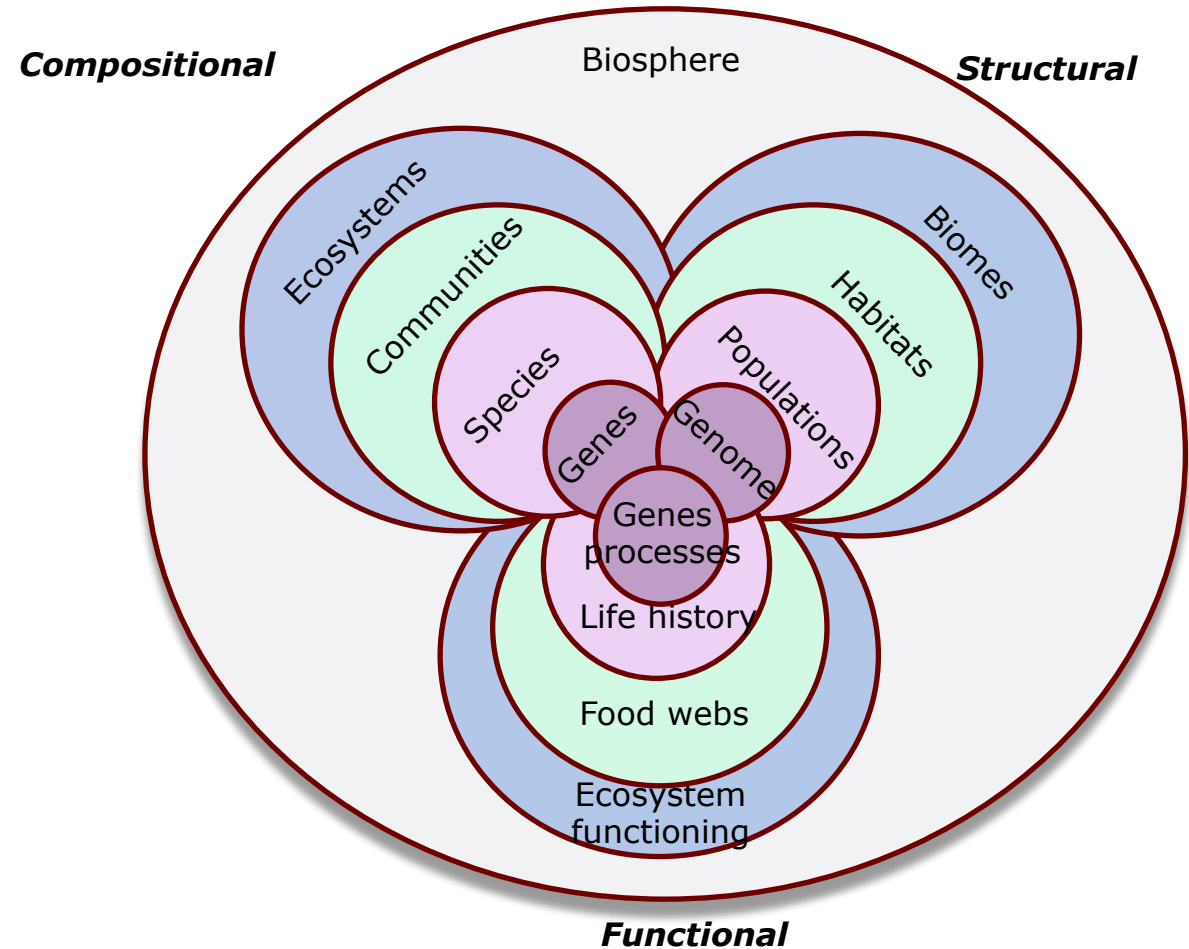 Compositional
Biosphere
Structural
Ecosystems
Communities
Species
Genes
Biomes
Habitats
Populations
Genome
Genes
processes
Life history
Food webs
Ecosystem
functioning
Functional